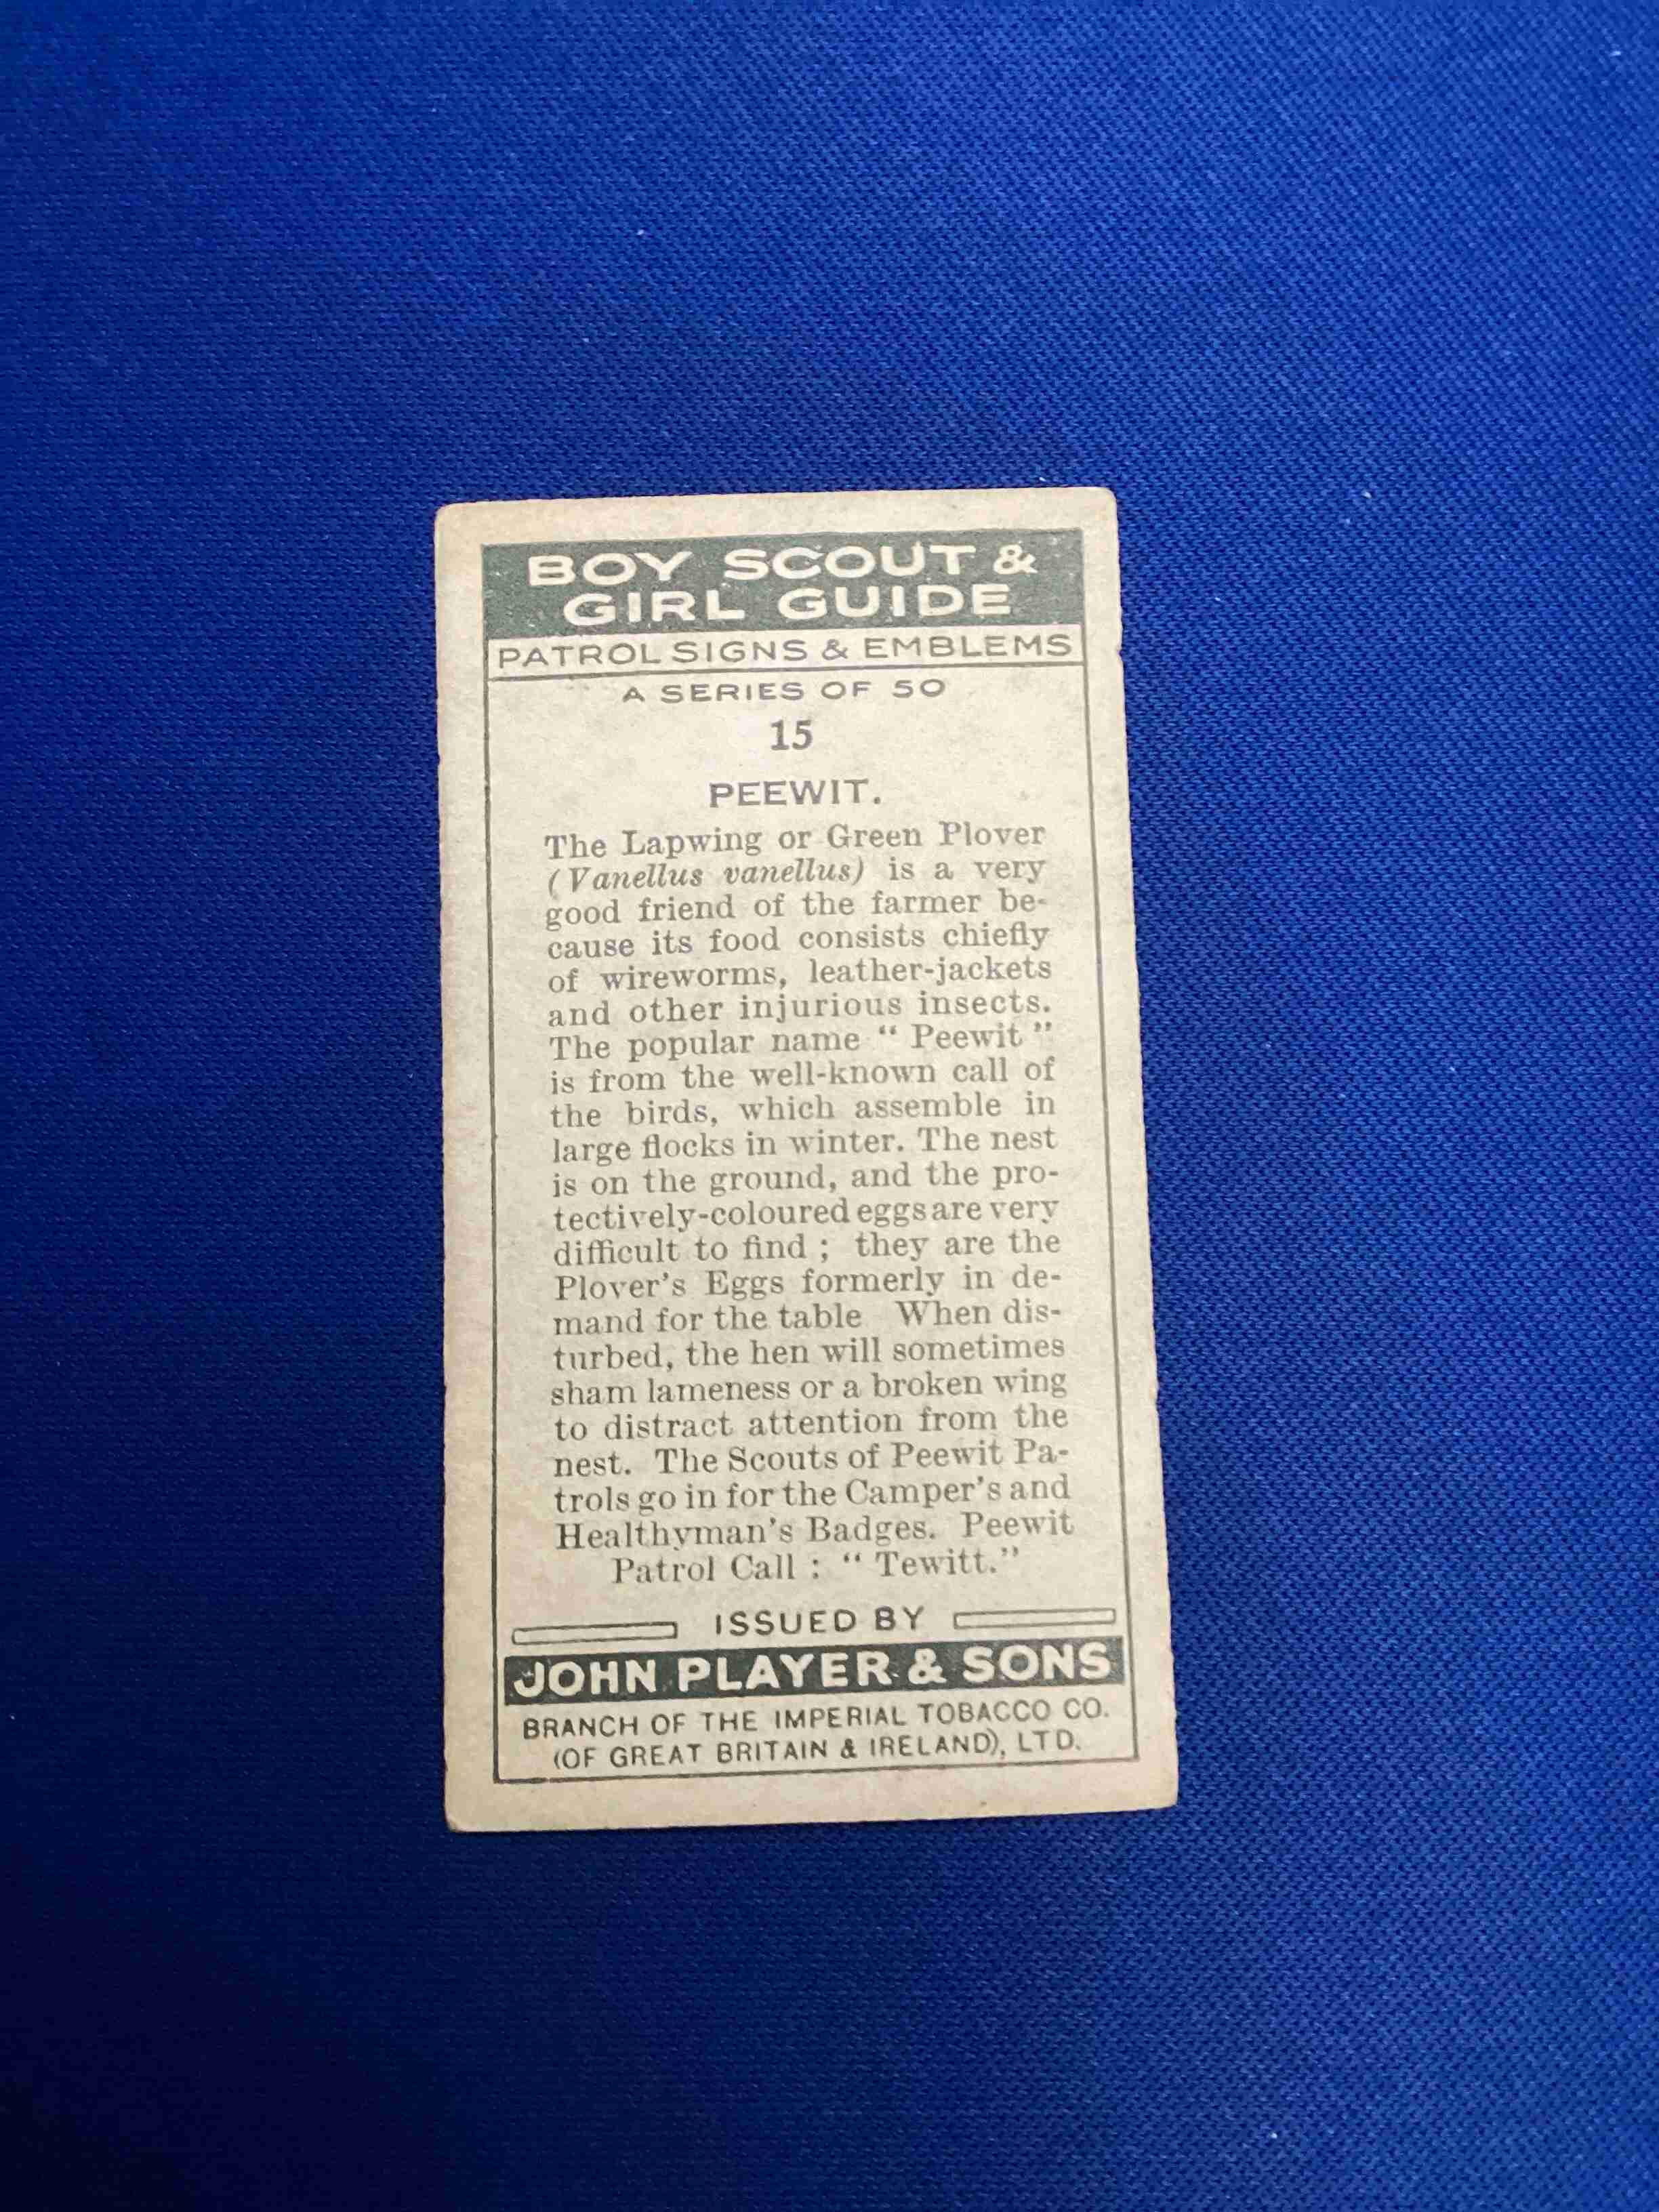 BOY SCOUT &
GIRL GUIDE
PATROL SIGNS & EMBLEMS
A SERIES OF 50
15
PEEWIT.
The Lapwing or Green Plover
(Vanellus vanellus) is a very
good friend of the farmer be-
cause its food consists chiefly
of wireworms, leather-jackets
and other injurious insects.
The popular name “ Peewit ”
is from the well-known call of
the birds, which assemble in
large flocks in winter. The nest
is on the ground, and the pro-
tectively-coloured eggs are very
difficult to find ; they are the
Plover's Eggs formerly in de-
mand for the table When dis-
turbed, the hen will sometimes
sham lameness or a broken wing
to distract attention from the
nest. The Scouts of Peewit Pa-
trols go in for the Camper's and
Healthyman's Badges. Peewit
Patrol Call : “ Tewitt.”
ISSUED BY
JOHN PLAYER & SONS
BRANCH OF THE IMPERIAL TOBACCO CO.
(OF GREAT BRITAIN & IRELAND), LTD.